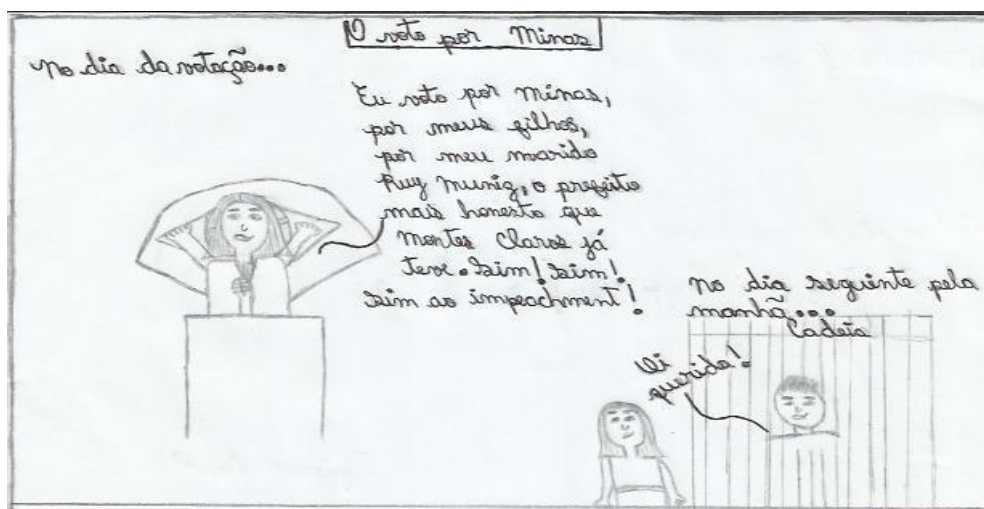 O voto por Minas
No dia da votação...
Eu voto por Minas,
por meus filhos,
por meu marido
Ruy Muniz, o prefeito
mais honesto que
Montes Claros já
teve. Sim! Sim!
Sim ao impeachment!
No dia seguinte pela
manhã...
Cadeia
Oi
querida!